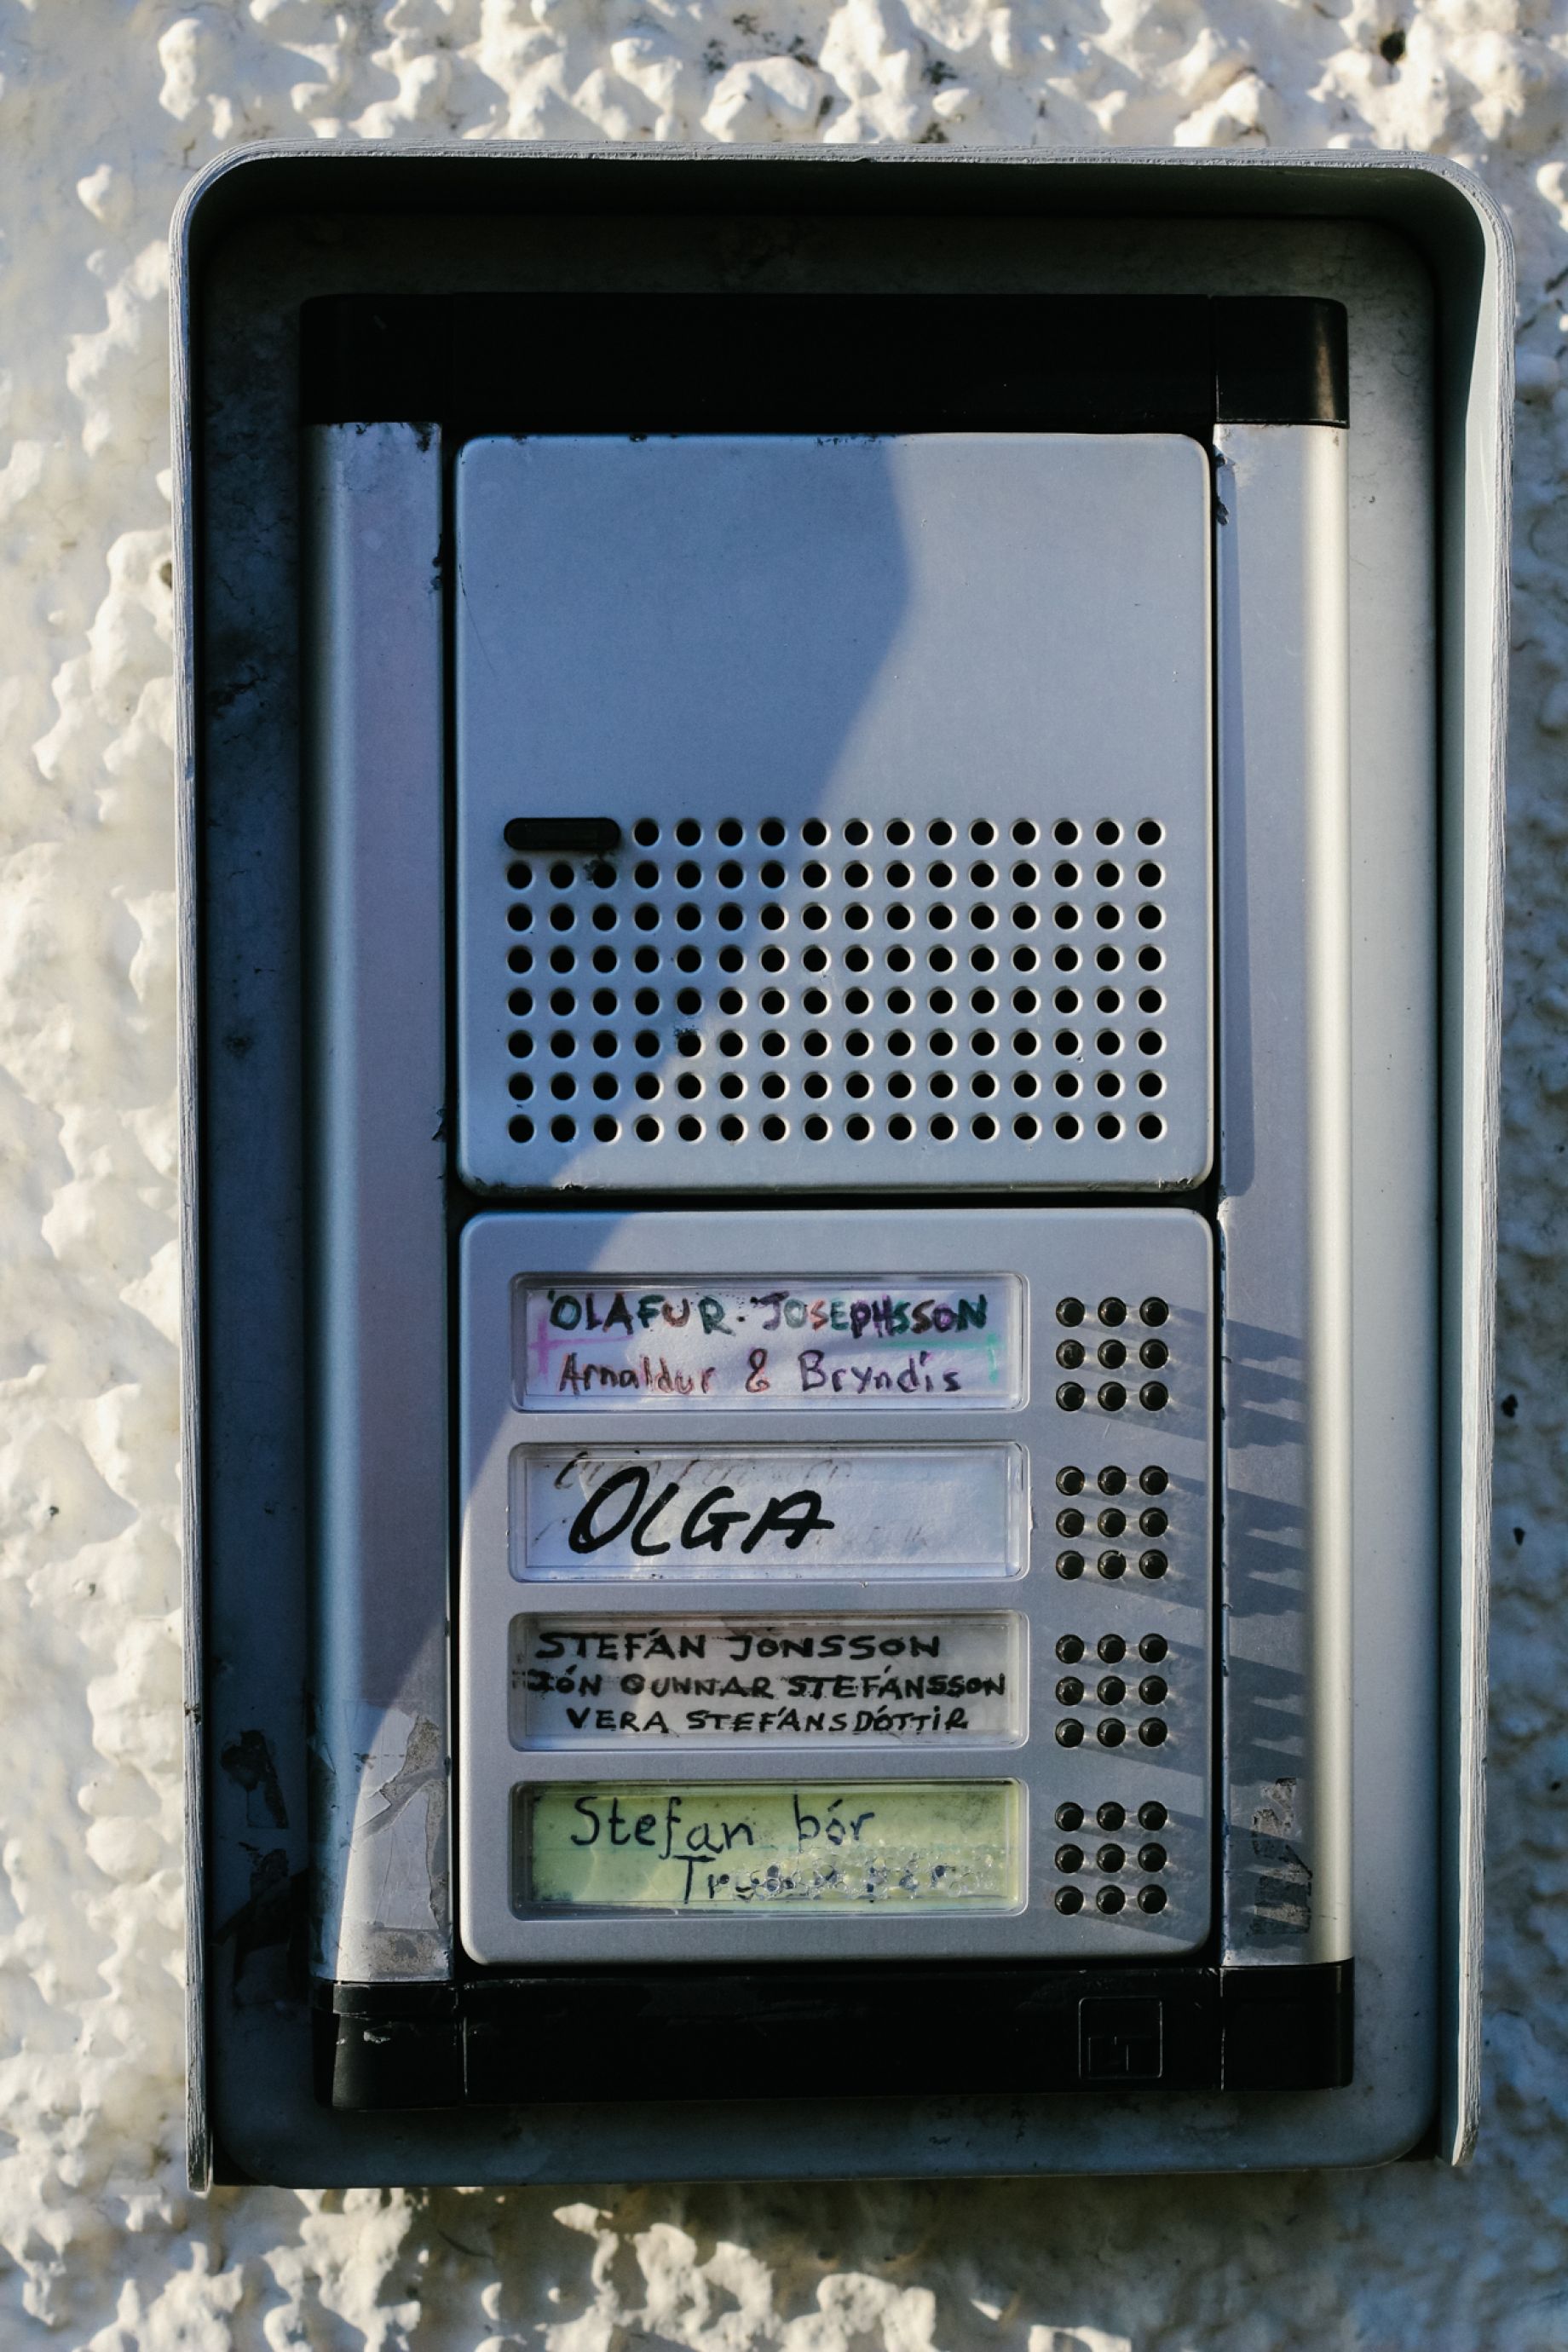 ÓLAFUR. JOSEPHSSON
Arnaldur & Bryndís
OLGA
STEFÁN JÓNSSON
JÓN GUNNAR STEFÁNSSON
VERA STEFÁNSDÓTTIR
Stefan þór